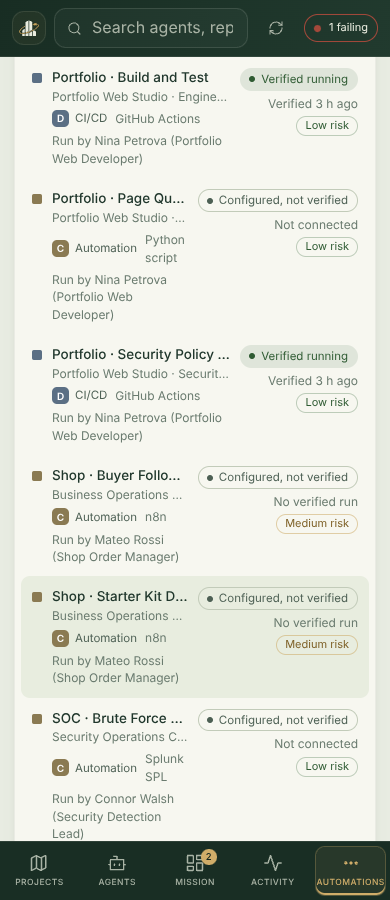 Search agents, rep
1 failing
Portfolio · Build and Test
Verified running
Portfolio Web Studio · Engine...
Verified 3 h ago
D CI/CD GitHub Actions
Low risk
Run by Nina Petrova (Portfolio
Web Developer)
Portfolio · Page Qu...
Configured, not verified
Portfolio Web Studio ·...
Not connected
C Automation Python
script
Low risk
Run by Nina Petrova
(Portfolio Web
Developer)
Portfolio · Security Policy ...
Verified running
Portfolio Web Studio · Securit...
Verified 3 h ago
D CI/CD GitHub Actions
Low risk
Run by Nina Petrova (Portfolio
Web Developer)
Shop · Buyer Follo...
Configured, not verified
Business Operations ...
No verified run
C Automation n8n
Medium risk
Run by Mateo Rossi
(Shop Order Manager)
Shop · Starter Kit D...
Configured, not verified
Business Operations ...
No verified run
C Automation n8n
Medium risk
Run by Mateo Rossi
(Shop Order Manager)
SOC · Brute Force ...
Configured, not verified
Security Operations C...
Not connected
C Automation Splunk
SPL
Low risk
Run by Connor Walsh
(Security Detection
Lead)
2
PROJECTS AGENTS MISSION ACTIVITY AUTOMATIONS